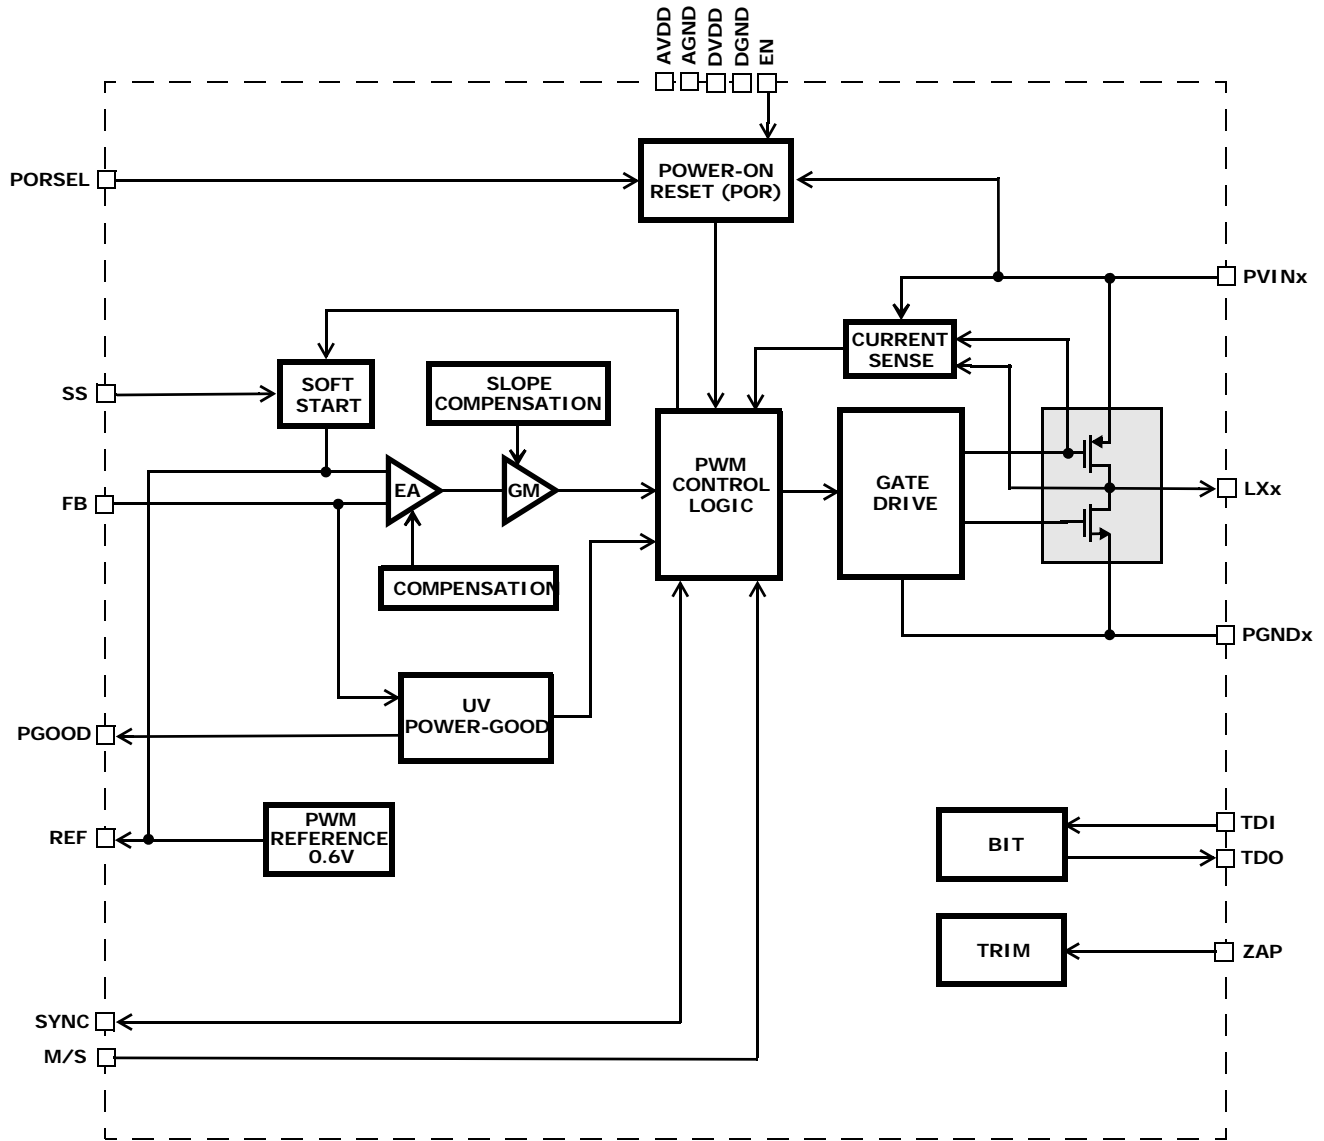 AVDD
AGND
DVDD
DGND
EN
PORSEL
POWER-ON
RESET (POR)
PVINx
CURRENT
SENSE
SS
SOFT
START
SLOPE
COMPENSATION
FB
EA
GM
PWM
CONTROL
LOGIC
GATE
DRIVE
LXx
COMPENSATION
PGNDx
UV
POWER-GOOD
PGOOD
REF
PWM
REFERENCE
0.6V
BIT
TDI
TDO
TRIM
ZAP
SYNC
M/S